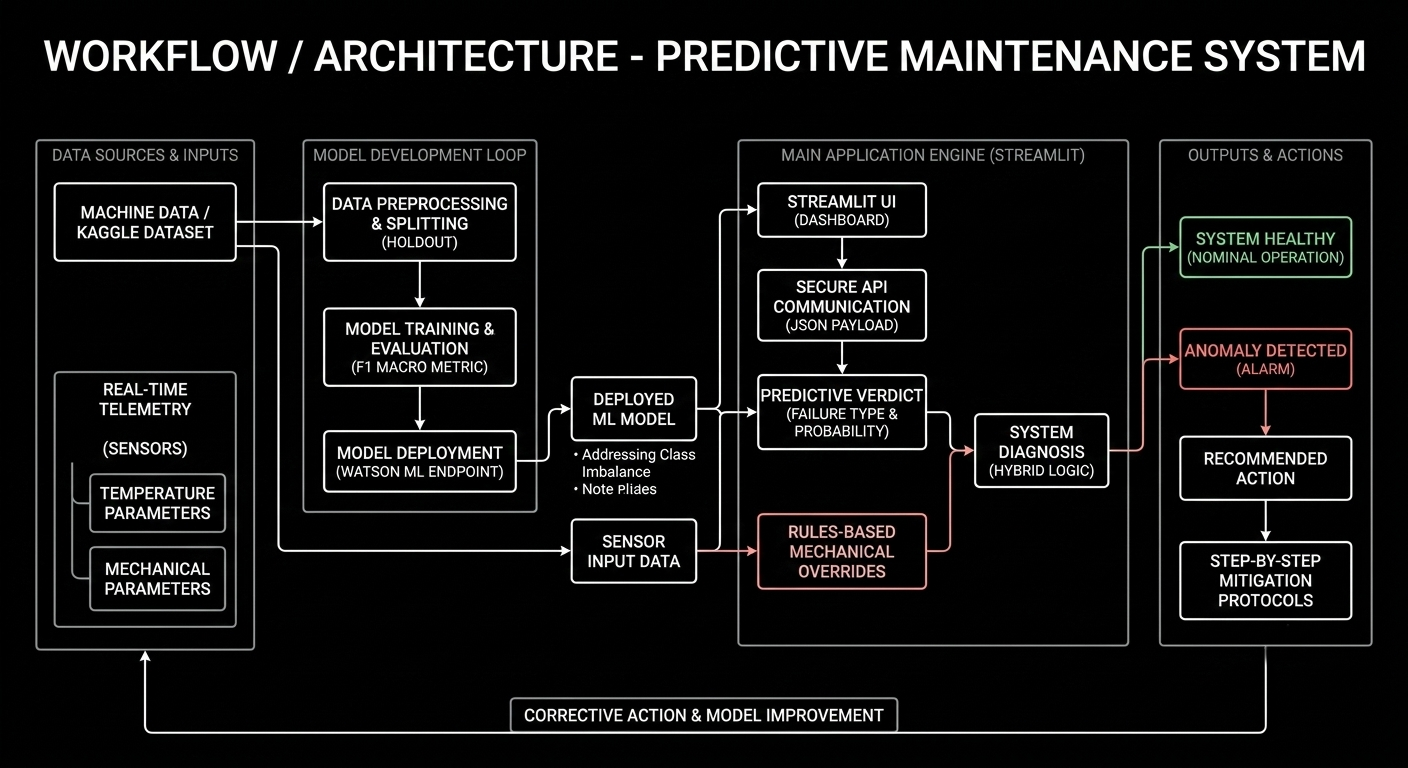 WORKFLOW / ARCHITECTURE - PREDICTIVE MAINTENANCE SYSTEM
DATA SOURCES & INPUTS
MACHINE DATA /
KAGGLE DATASET
REAL-TIME
TELEMETRY
(SENSORS)
TEMPERATURE
PARAMETERS
MECHANICAL
PARAMETERS
MODEL DEVELOPMENT LOOP
DATA PREPROCESSING
& SPLITTING
(HOLDOUT)
MODEL TRAINING &
EVALUATION
(F1 MACRO METRIC)
MODEL DEPLOYMENT
(WATSON ML ENDPOINT)
DEPLOYED
ML MODEL
• Addressing Class
Imbalance
• Note Pliaes
SENSOR
INPUT DATA
MAIN APPLICATION ENGINE (STREAMLIT)
STREAMLIT UI
(DASHBOARD)
SECURE API
COMMUNICATION
(JSON PAYLOAD)
PREDICTIVE VERDICT
(FAILURE TYPE &
PROBABILITY)
RULES-BASED
MECHANICAL
OVERRIDES
SYSTEM
DIAGNOSIS
(HYBRID LOGIC)
OUTPUTS & ACTIONS
SYSTEM HEALTHY
(NOMINAL OPERATION)
ANOMALY DETECTED
(ALARM)
RECOMMENDED
ACTION
STEP-BY-STEP
MITIGATION
PROTOCOLS
CORRECTIVE ACTION & MODEL IMPROVEMENT